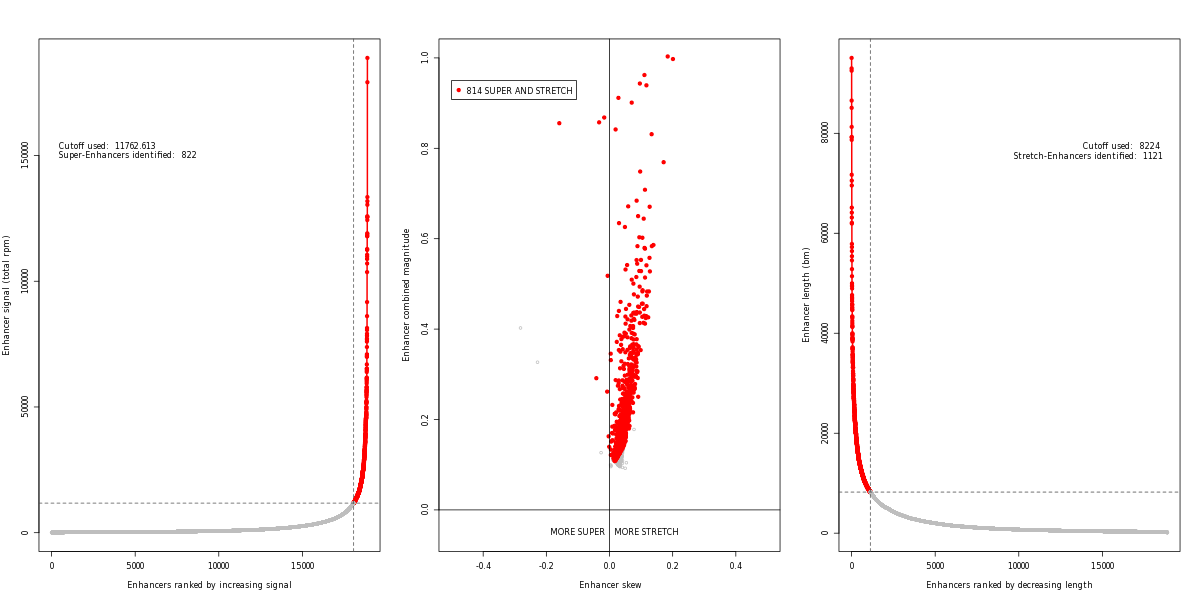 Cutoff used: 11762.613
Super-Enhancers identified: 822
0
50000
100000
150000
Enhancer signal (total rpm)
0
5000
10000
15000
Enhancers ranked by increasing signal
814 SUPER AND STRETCH
0.0
0.2
0.4
0.6
0.8
1.0
Enhancer combined magnitude
MORE SUPER
MORE STRETCH
-0.4
-0.2
0.0
0.2
0.4
Enhancer skew
Cutoff used: 8224
Stretch-Enhancers identified: 1121
0
20000
40000
60000
80000
Enhancer length (bm)
0
5000
10000
15000
Enhancers ranked by decreasing length